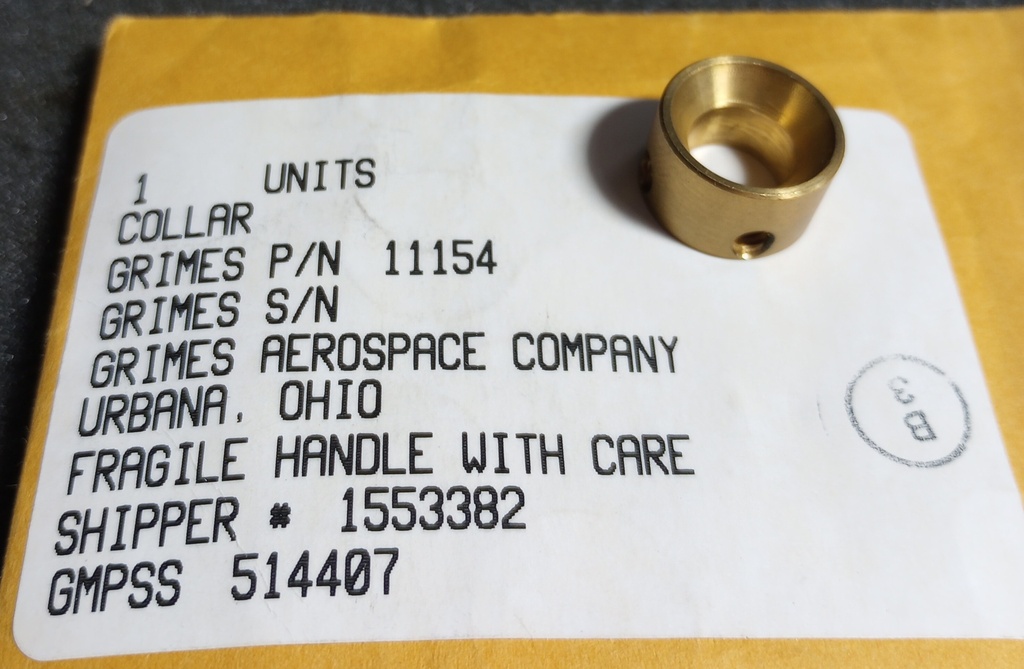 1 UNITS
COLLAR
GRIMES P/N 11154
GRIMES S/N
GRIMES AEROSPACE COMPANY
URBANA, OHIO
FRAGILE HANDLE WITH CARE
SHIPPER # 1553382
GMPSS 514407
3B